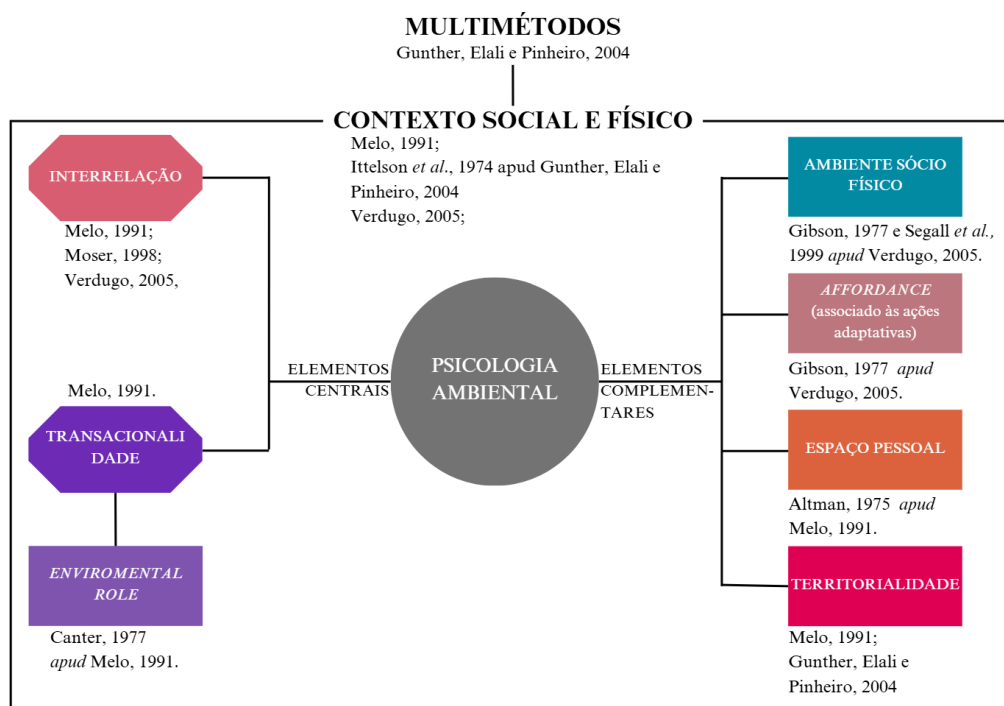 MULTIMÉTODOS
Gunther, Elali e Pinheiro, 2004
CONTEXTO SOCIAL E FÍSICO
Melo, 1991;
Ittelson et al., 1974 apud Gunther, Elali e
Pinheiro, 2004
Verdugo, 2005;
INTERRELAÇÃO
Melo, 1991;
Moser, 1998;
Verdugo, 2005,
Melo, 1991.
TRANSACIONALI
DADE
ENVIROMENTAL
ROLE
Canter, 1977
apud Melo, 1991.
ELEMENTOS
CENTRAIS
PSICOLOGIA
AMBIENTAL
ELEMENTOS
COMPLEMEN-
TARES
AMBIENTE SÓCIO
FÍSICO
Gibson, 1977 e Segall et al.,
1999 apud Verdugo, 2005.
AFFORDANCE
(associado às ações
adaptativas)
Gibson, 1977 apud
Verdugo, 2005.
ESPAÇO PESSOAL
Altman, 1975 apud
Melo, 1991.
TERRITORIALIDADE
Melo, 1991;
Gunther, Elali e
Pinheiro, 2004